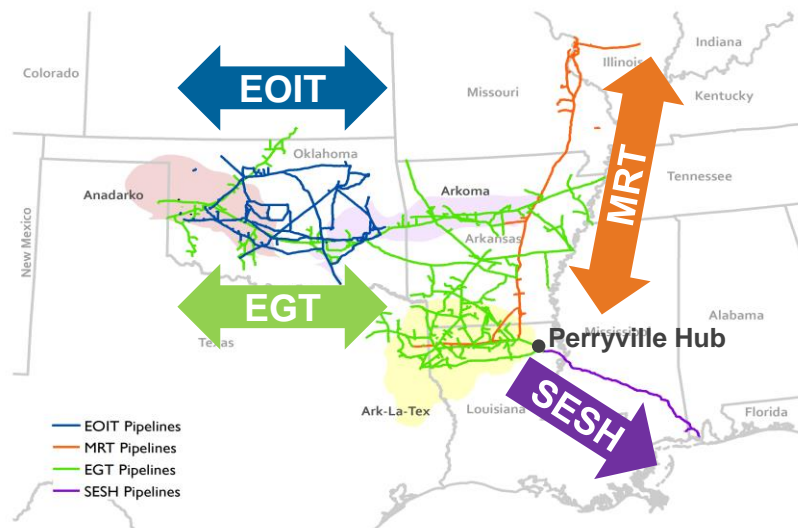 Colorado
EOIT
Missouri
Illinois
Indiana
Kentucky
Oklahoma
Anadarko
Arkoma
Tennessee
MRT
New Mexico
Arkansas
EGT
Texas
Mississippi
Alabama
Perryville Hub
Ark-La-Tex
Louisiana
SESH
Florida
EOIT Pipelines
MRT Pipelines
EGT Pipelines
SESH Pipelines